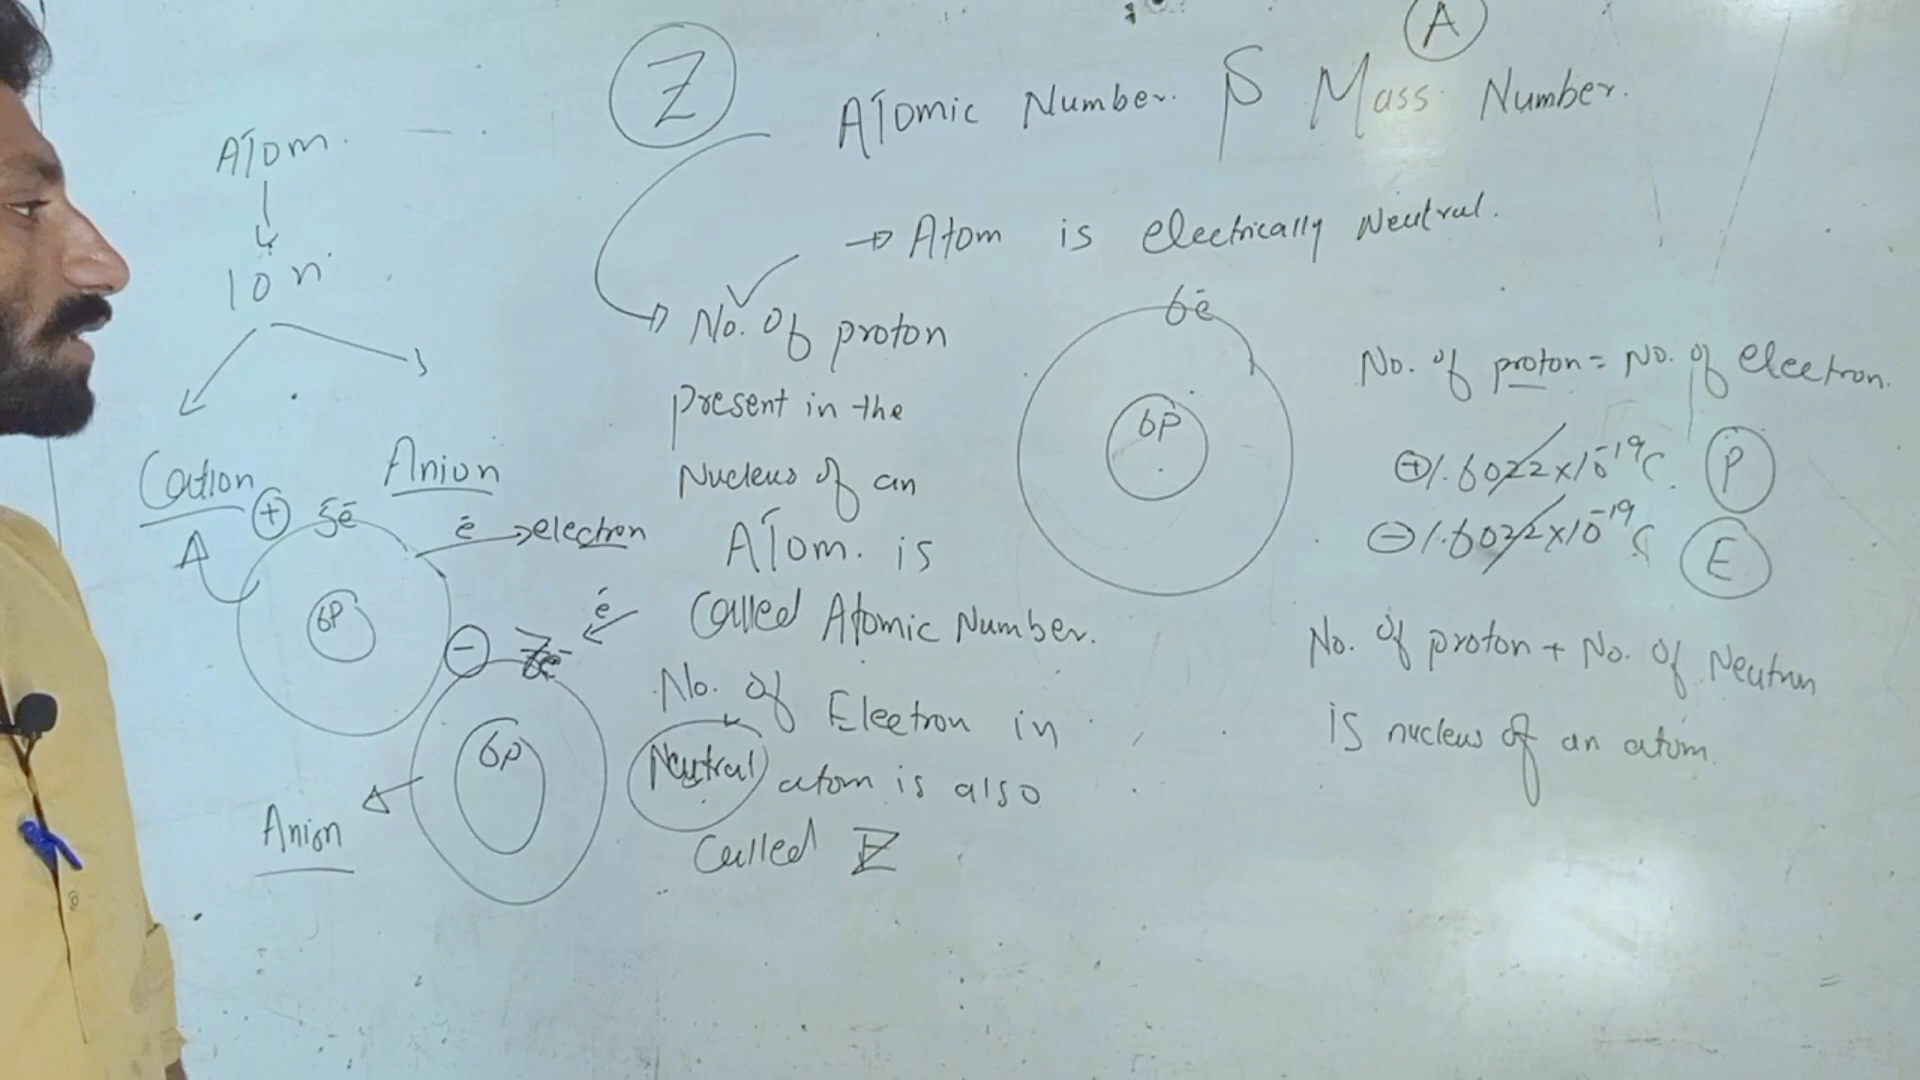 A
Z
Atomic Number. & Mass Number.
Atom
Ion
Cation
Anion
→ Atom is electrically Neutral.
No. of proton
present in the
Nucleus of an
Atom. is
Called Atomic Number.
No. of Electron in
Neutral atom is also
Called Z
6e̅
6P
No. of proton = No. of electron.
⊕1.6022×10⁻¹⁹C. P
⊖1.6022×10⁻¹⁹C E
No. of proton + No. of Neutron
is nucleus of an atom.
+ 5e̅
e̅ → electron
6P
e̅
- 7e⁻
6P
Anion